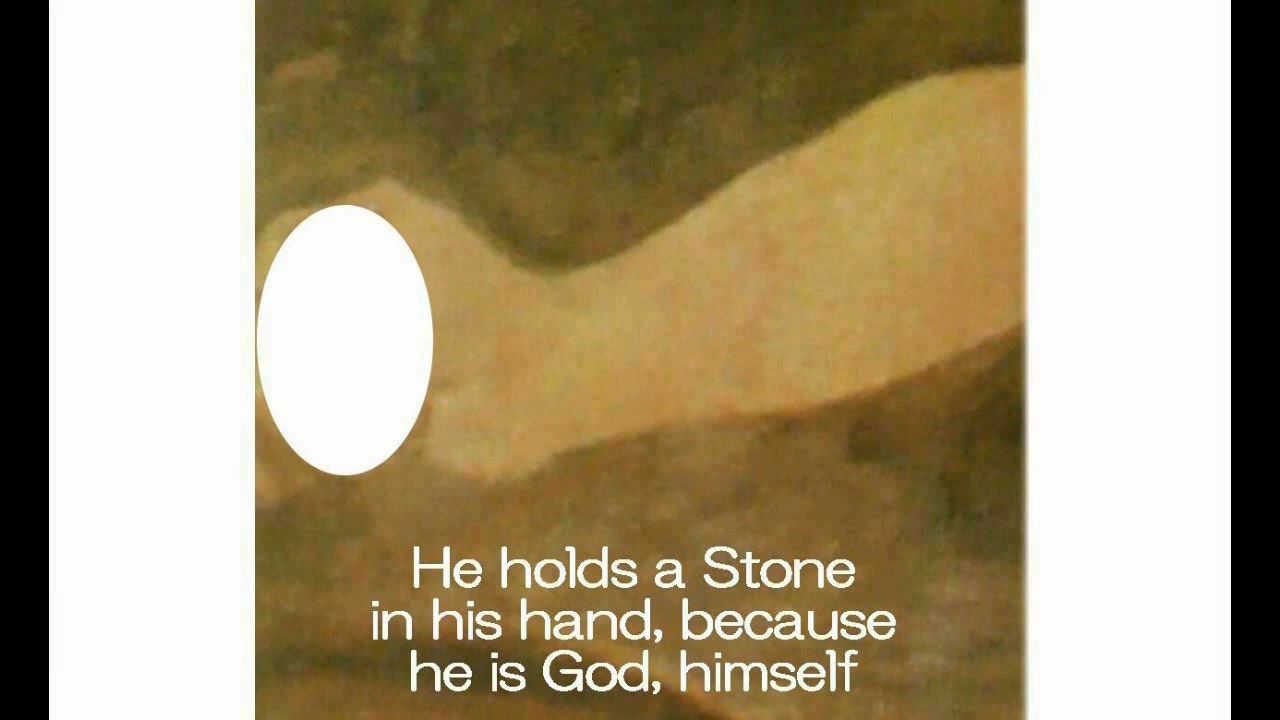 He holds a Stone
in his hand, because
he is God, himself